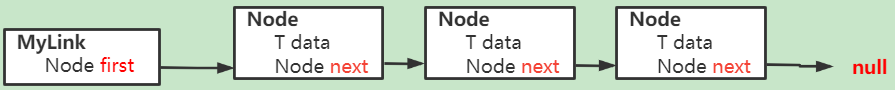 MyLink
Node first
Node
T data
Node next
Node
T data
Node next
Node
T data
Node next
null